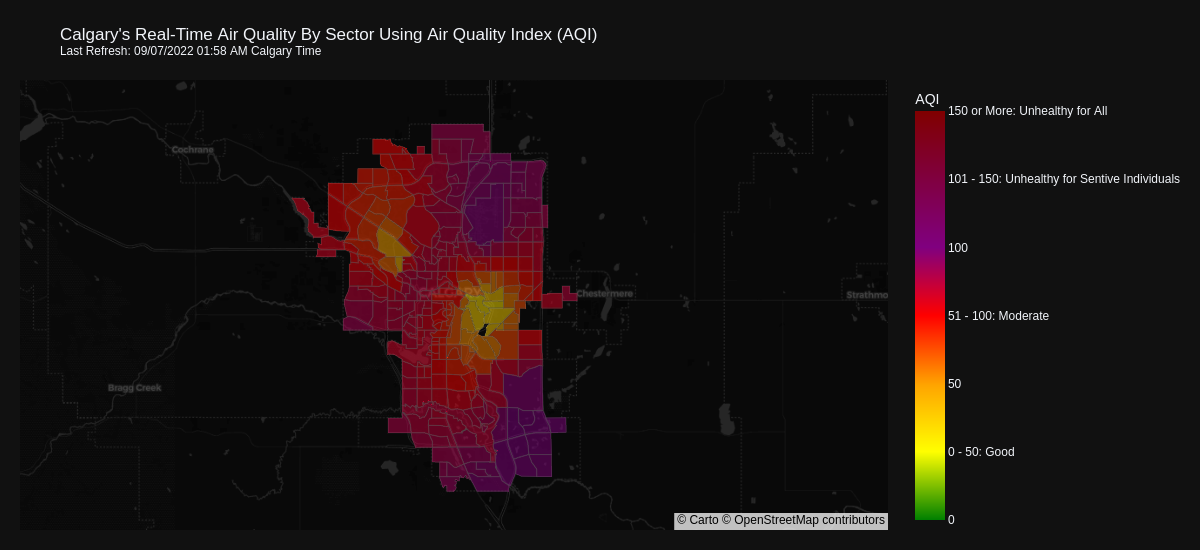 Calgary's Real-Time Air Quality By Sector Using Air Quality Index (AQI)
Last Refresh: 09/07/2022 01:58 AM Calgary Time
AQI
150 or More: Unhealthy for All
Cochrane
101 - 150: Unhealthy for Sentive Individuals
100
CALGARY
Chestermere
Strathmo
51 - 100: Moderate
50
Bragg Creek
0 - 50: Good
0
© Carto © OpenStreetMap contributors